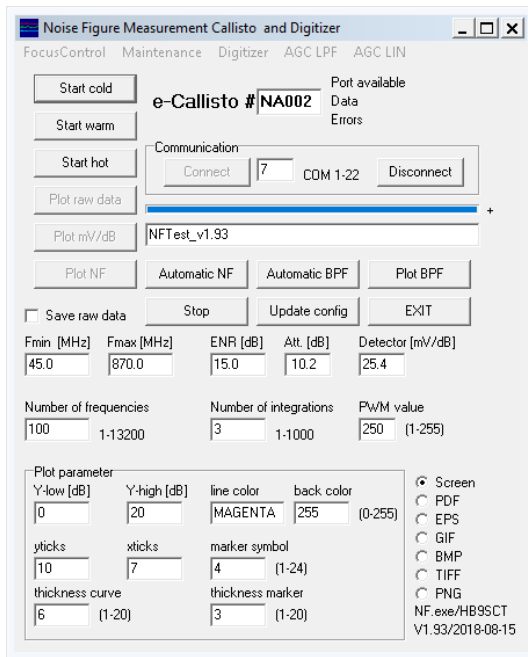 Noise Figure Measurement Callisto and Digitizer
FocusControl Maintenance Digitizer AGC LPF AGC LIN
Start cold
e-Callisto # NA002
Port available
Data
Errors
Start warm
Start hot
Communication
Connect 7 COM 1-22 Disconnect
Plot raw data
+
Plot mV/dB NFTest_v1.93
Plot NF Automatic NF Automatic BPF Plot BPF
Save raw data Stop Update config EXIT
Fmin [MHz] Fmax [MHz] ENR [dB] Att. [dB] Detector [mV/dB]
45.0 870.0 15.0 10.2 25.4
Number of frequencies Number of integrations PWM value
100 1-13200 3 1-1000 250 (1-255)
Plot parameter
Y-low [dB] Y-high [dB] line color back color
0 20 MAGENTA 255 (0-255)
yticks xticks marker symbol
10 7 4 (1-24)
thickness curve thickness marker
6 (1-20) 3 (1-20)
Screen
PDF
EPS
GIF
BMP
TIFF
PNG
NF.exe/HB9SCT
V1.93/2018-08-15